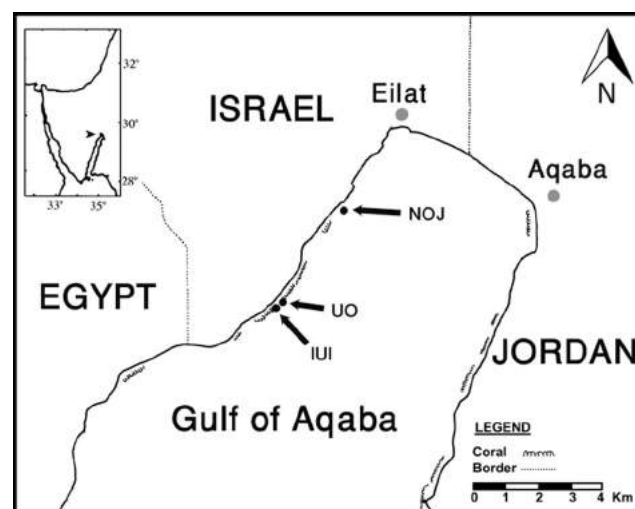 32°
30°
28°
33°
35°
ISRAEL
Eilat
N
Aqaba
NOJ
EGYPT
UO
IUI
JORDAN
Gulf of Aqaba
LEGEND
Coral
Border
0 1 2 3 4 Km